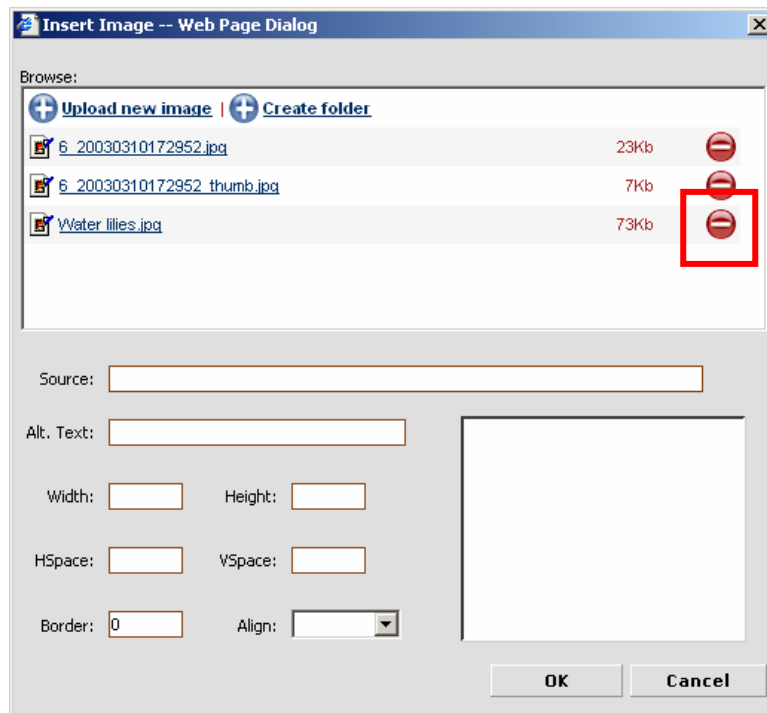 Insert Image -- Web Page Dialog
Browse:
Upload new image | Create folder
6_20030310172952.jpg 23Kb
6_20030310172952_thumb.jpg 7Kb
Water lilies.jpg 73Kb
Source:
Alt. Text:
Width: Height:
HSpace: VSpace:
Border: 0 Align:
OK Cancel